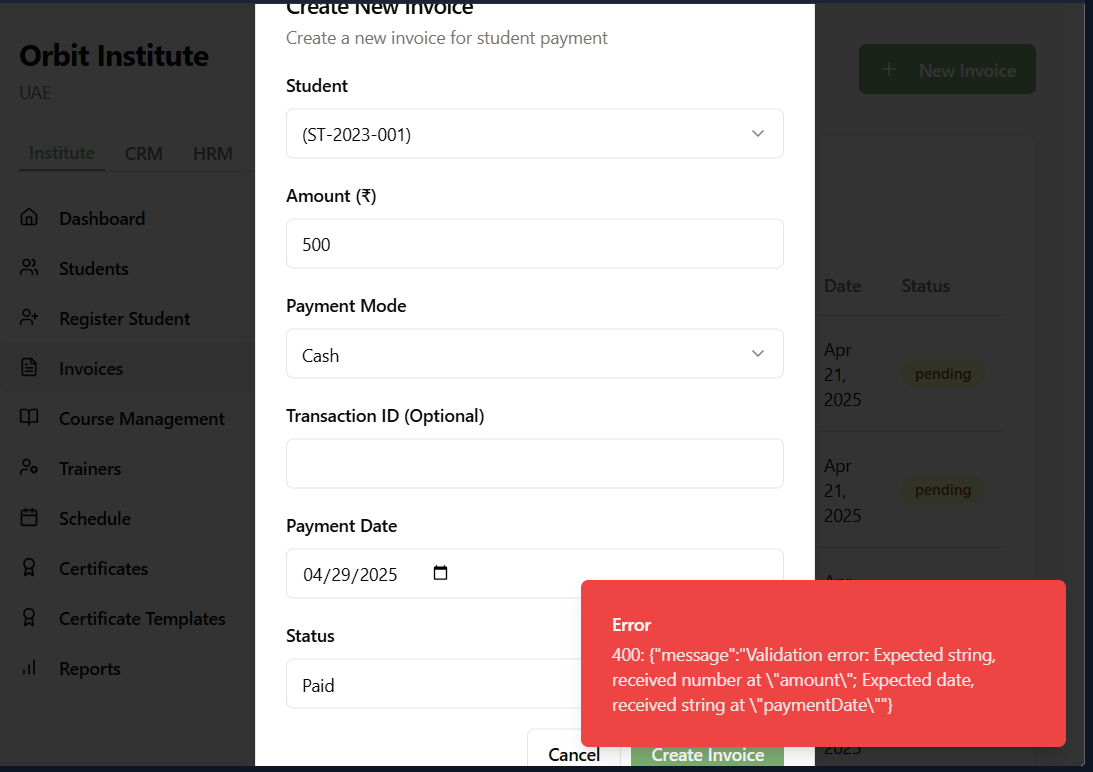 Create New Invoice
Create a new invoice for student payment
Orbit Institute
UAE
New Invoice
Institute
CRM
HRM
Dashboard
Students
Register Student
Invoices
Course Management
Trainers
Schedule
Certificates
Certificate Templates
Reports
Student
(ST-2023-001)
Amount (₹)
500
Payment Mode
Cash
Transaction ID (Optional)
Payment Date
04/29/2025
Status
Paid
Cancel
Create Invoice
Date
Status
Apr
21,
2025
pending
Apr
21,
2025
pending
Error
400: {"message":"Validation error: Expected string,
received number at \"amount\"; Expected date,
received string at \"paymentDate\""}
2025